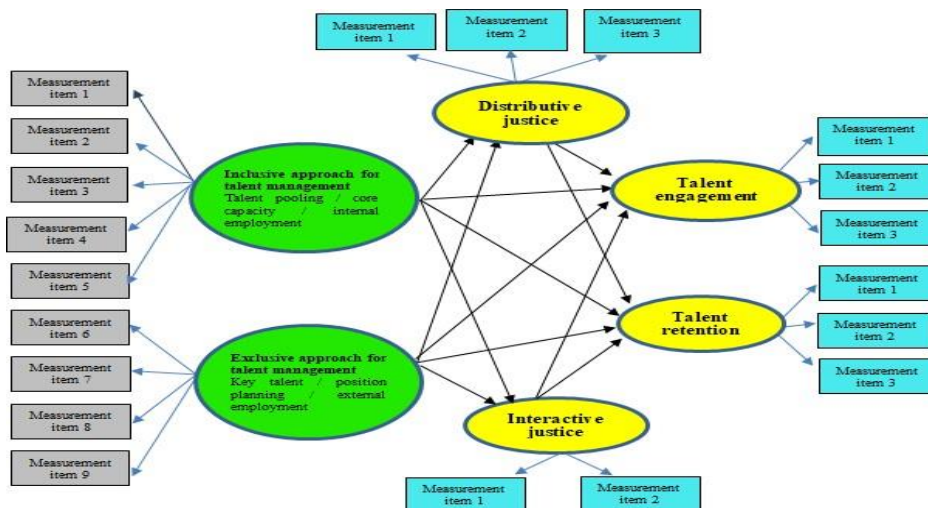 Measurement
item 1
Measurement
item 2
Measurement
item 3
Measurement
item 1
Measurement
item 2
Measurement
item 3
Measurement
item 4
Measurement
item 5
Measurement
item 6
Measurement
item 7
Measurement
item 8
Measurement
item 9
Inclusive approach for
talent management
Talent pooling / core
capacity / internal
employment
Exlusive approach for
talent management
Key talent / position
planning / external
employment
Distributive
justice
Talent
engagement
Talent
retention
Interactive
justice
Measurement
item 1
Measurement
item 2
Measurement
item 3
Measurement
item 1
Measurement
item 2
Measurement
item 3
Measurement
item 1
Measurement
item 2